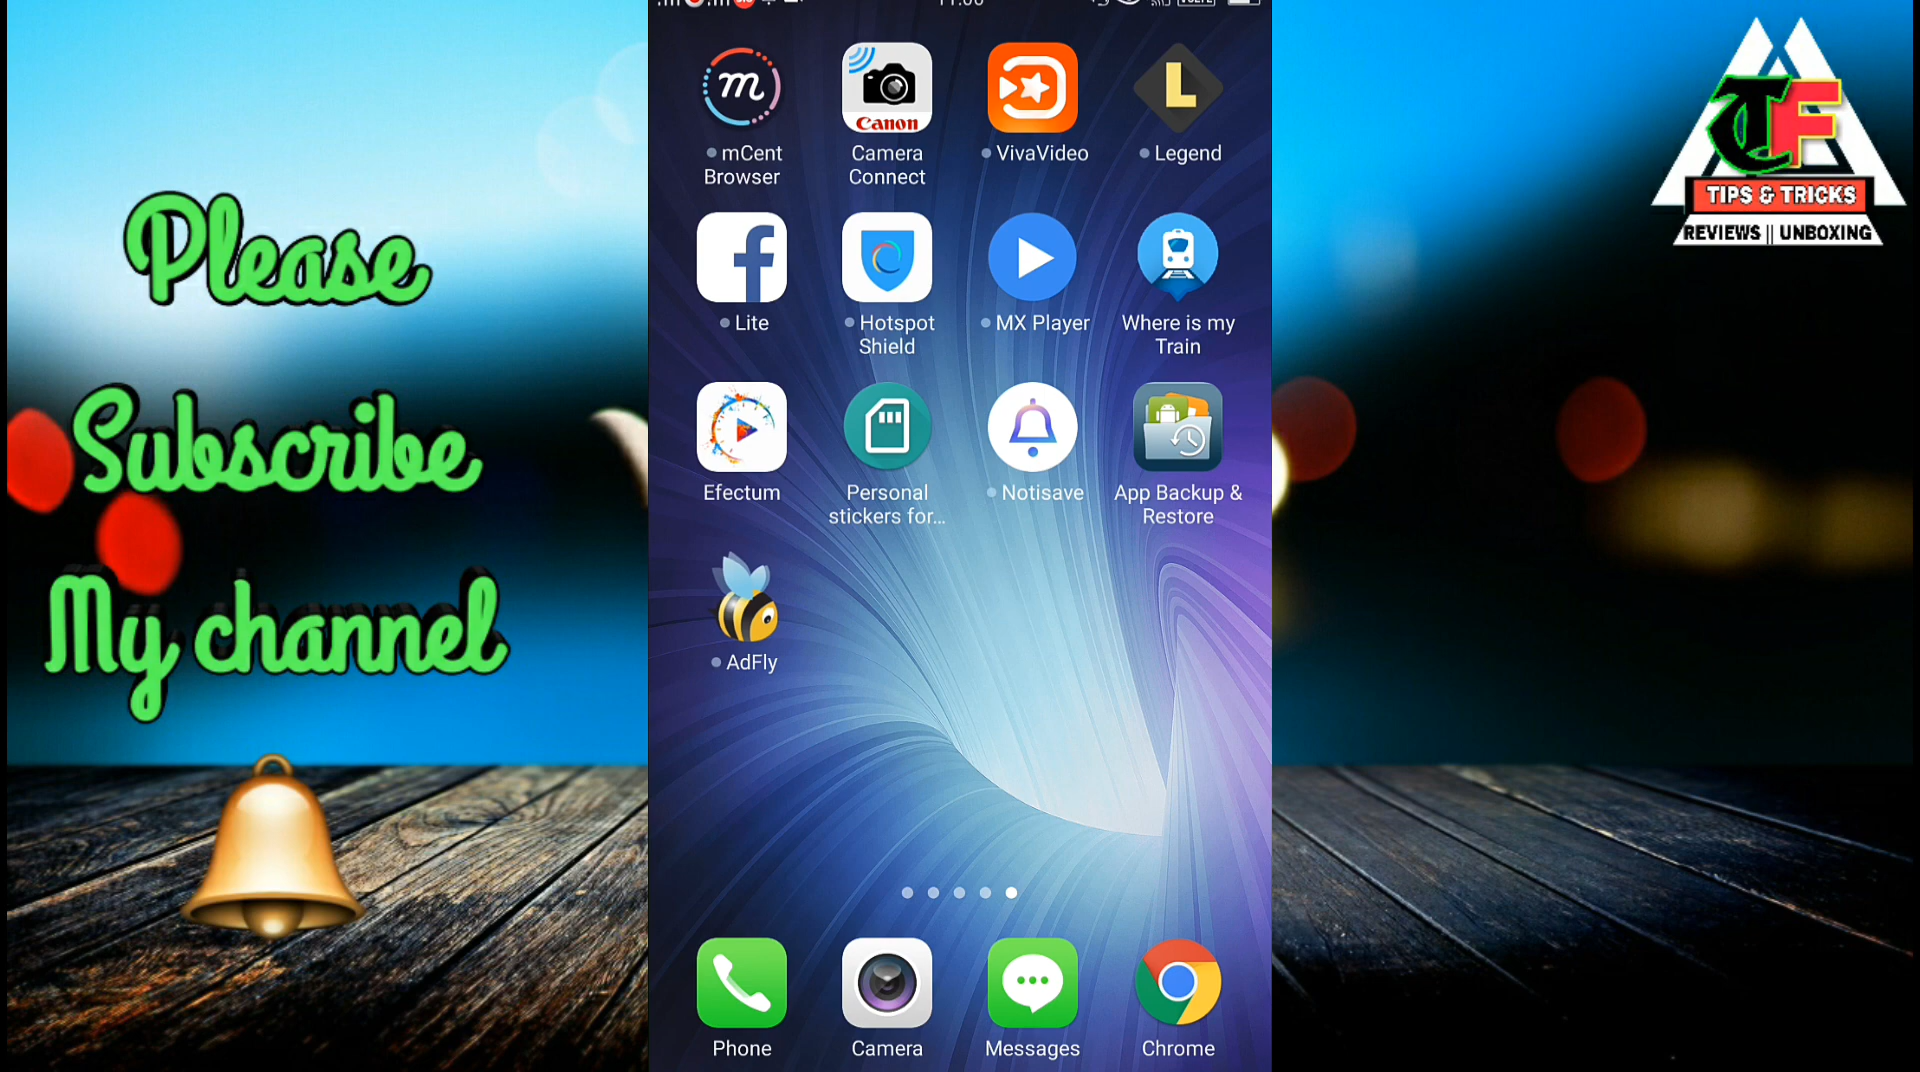 Please
Subscribe
My channel
m
Canon
L
mCent
Browser
Camera
Connect
VivaVideo
Legend
f
Lite
Hotspot
Shield
MX Player
Where is my
Train
Efectum
Personal
stickers for...
Notisave
App Backup &
Restore
AdFly
Phone
Camera
Messages
Chrome
TF
TIPS & TRICKS
REVIEWS || UNBOXING